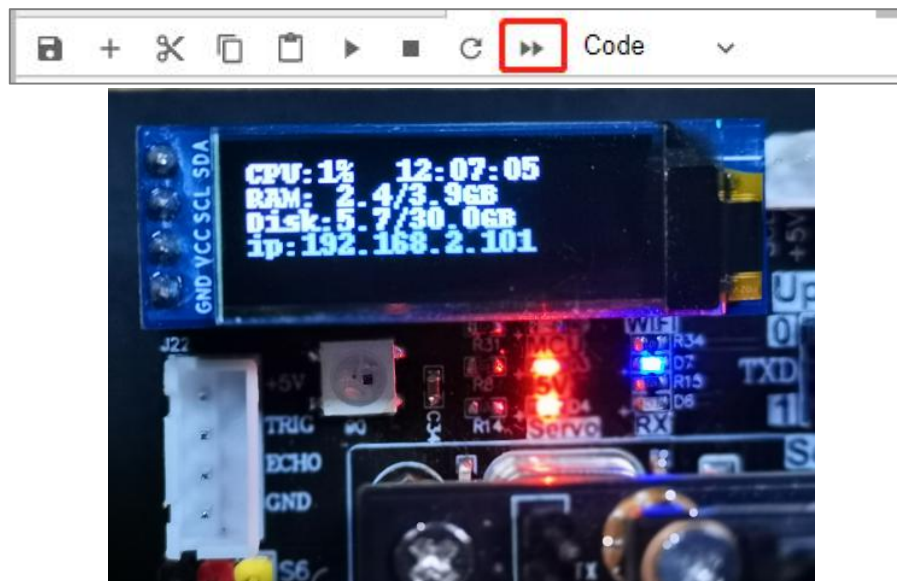 Code
CPU:1% 12:07:05
RAM: 2.4/3.9GB
Disk:5.7/30.0GB
ip:192.168.2.101
GND VCC SCL SDA
J22
+5V
TRIG
ECHO
GND
S6
C34
R31
R8
R14
MCU
5V
D4
Servo
WIFI
R34
D7
R15
D6
RX
+5V
Up
0
TXD
1
TX